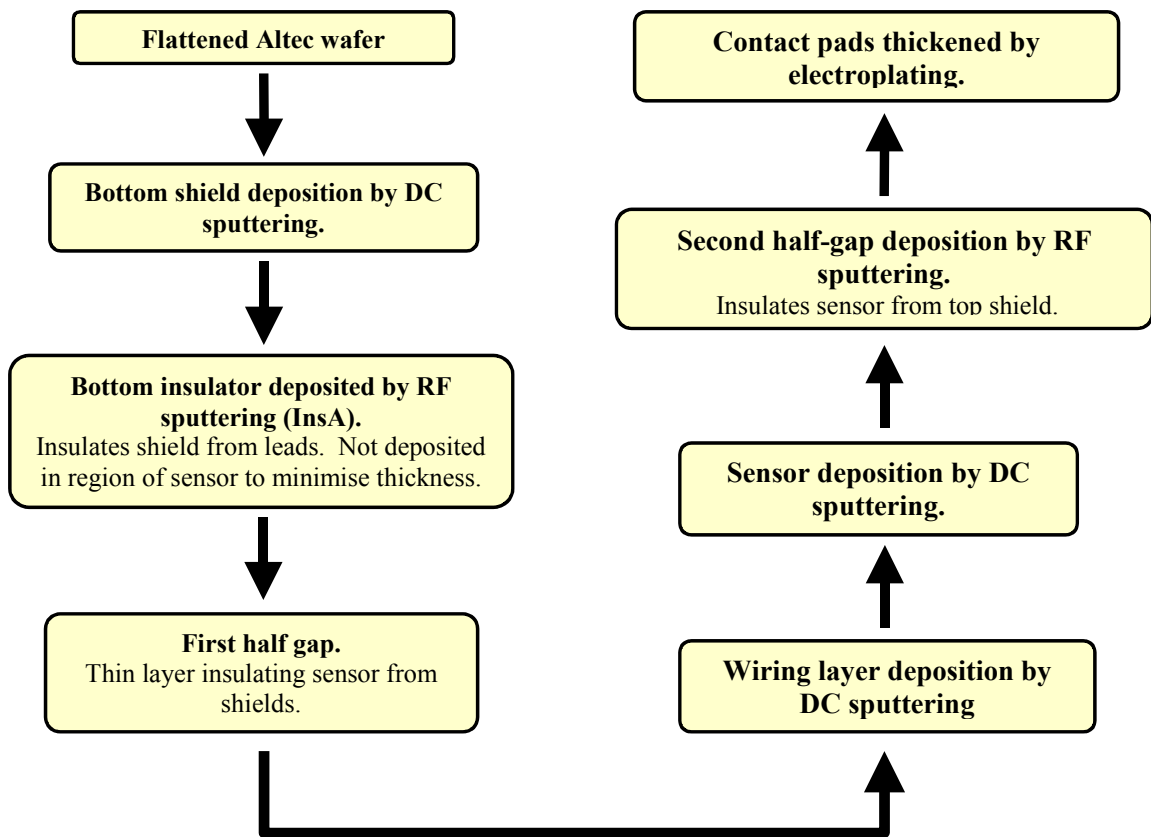 Flattened Altec wafer
Bottom shield deposition by DC
sputtering.
Bottom insulator deposited by RF
sputtering (InsA).
Insulates shield from leads. Not deposited
in region of sensor to minimise thickness.
First half gap.
Thin layer insulating sensor from
shields.
Wiring layer deposition by
DC sputtering
Sensor deposition by DC
sputtering.
Second half-gap deposition by RF
sputtering.
Insulates sensor from top shield.
Contact pads thickened by
electroplating.